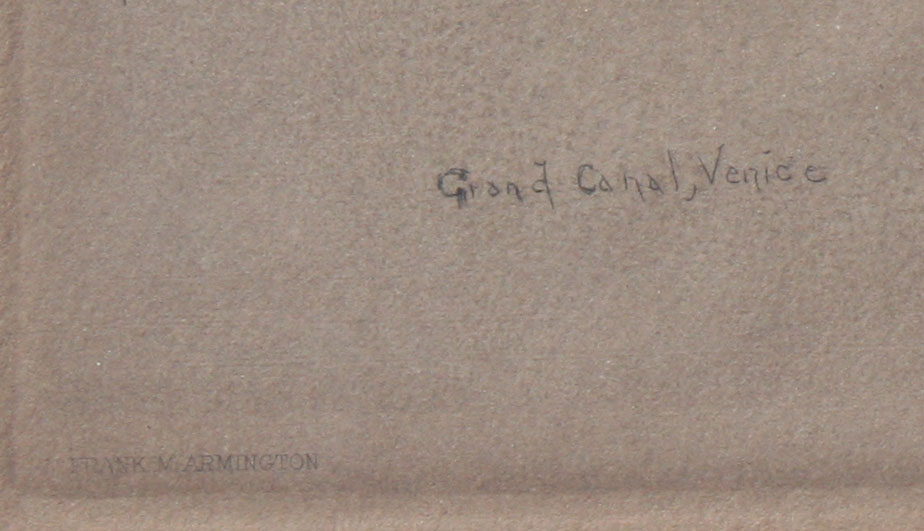 Grand Canal, Venice
FRANK M. ARMINGTON